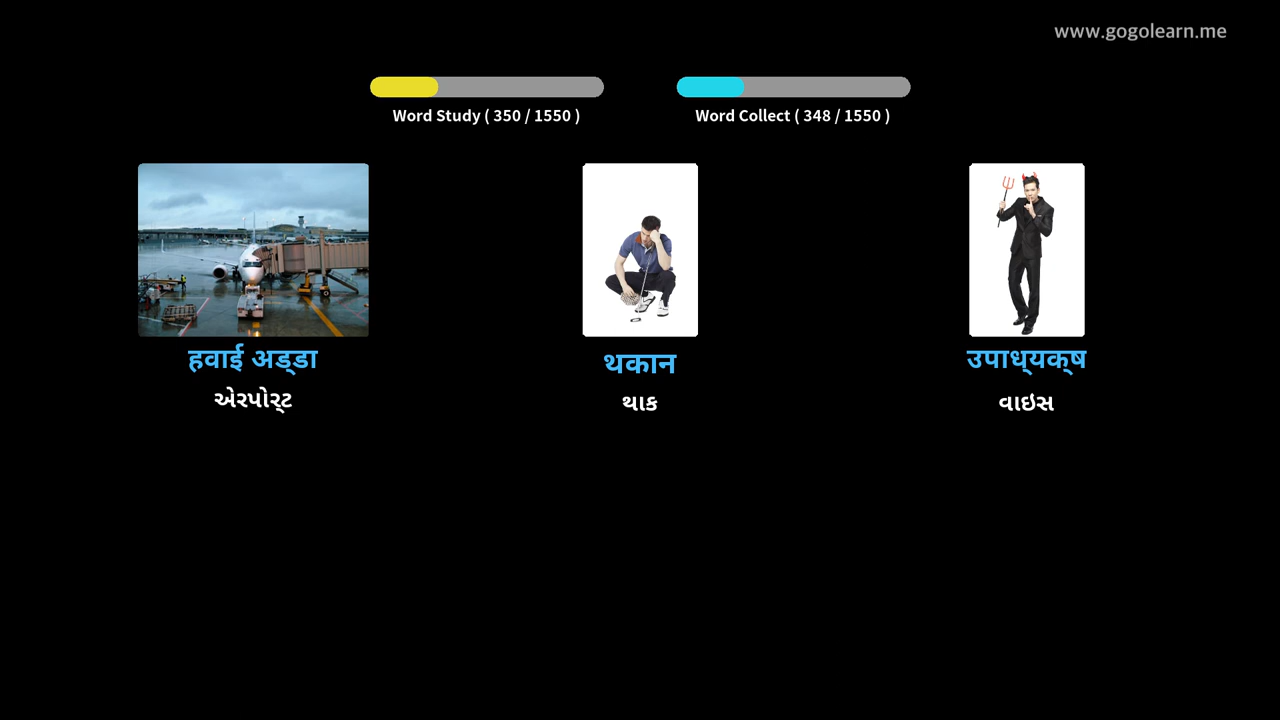 www.gogolearn.me
Word Study ( 350 / 1550 )
Word Collect ( 348 / 1550 )
हवाई अड्डा
थकान
उपाध्यक्ष
એરપોર્ટ
થાક
વાઇસ